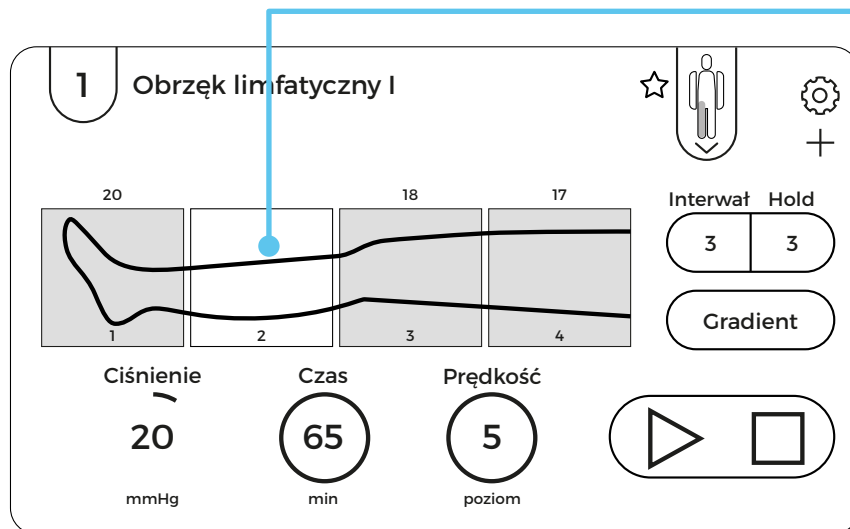 1 Obrzęk limfatyczny I
20 18 17
Interwał Hold
3 3
1 2 3 4
Gradient
Ciśnienie Czas Prędkość
20 65 5
mmHg min poziom